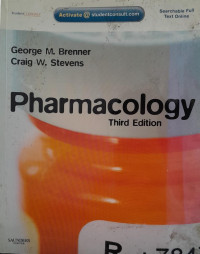 Activate @ studentconsult.com
Searchable Full
Text Online
George M. Brenner
Craig W. Stevens
Pharmacology
Third Edition
SAUNDERS